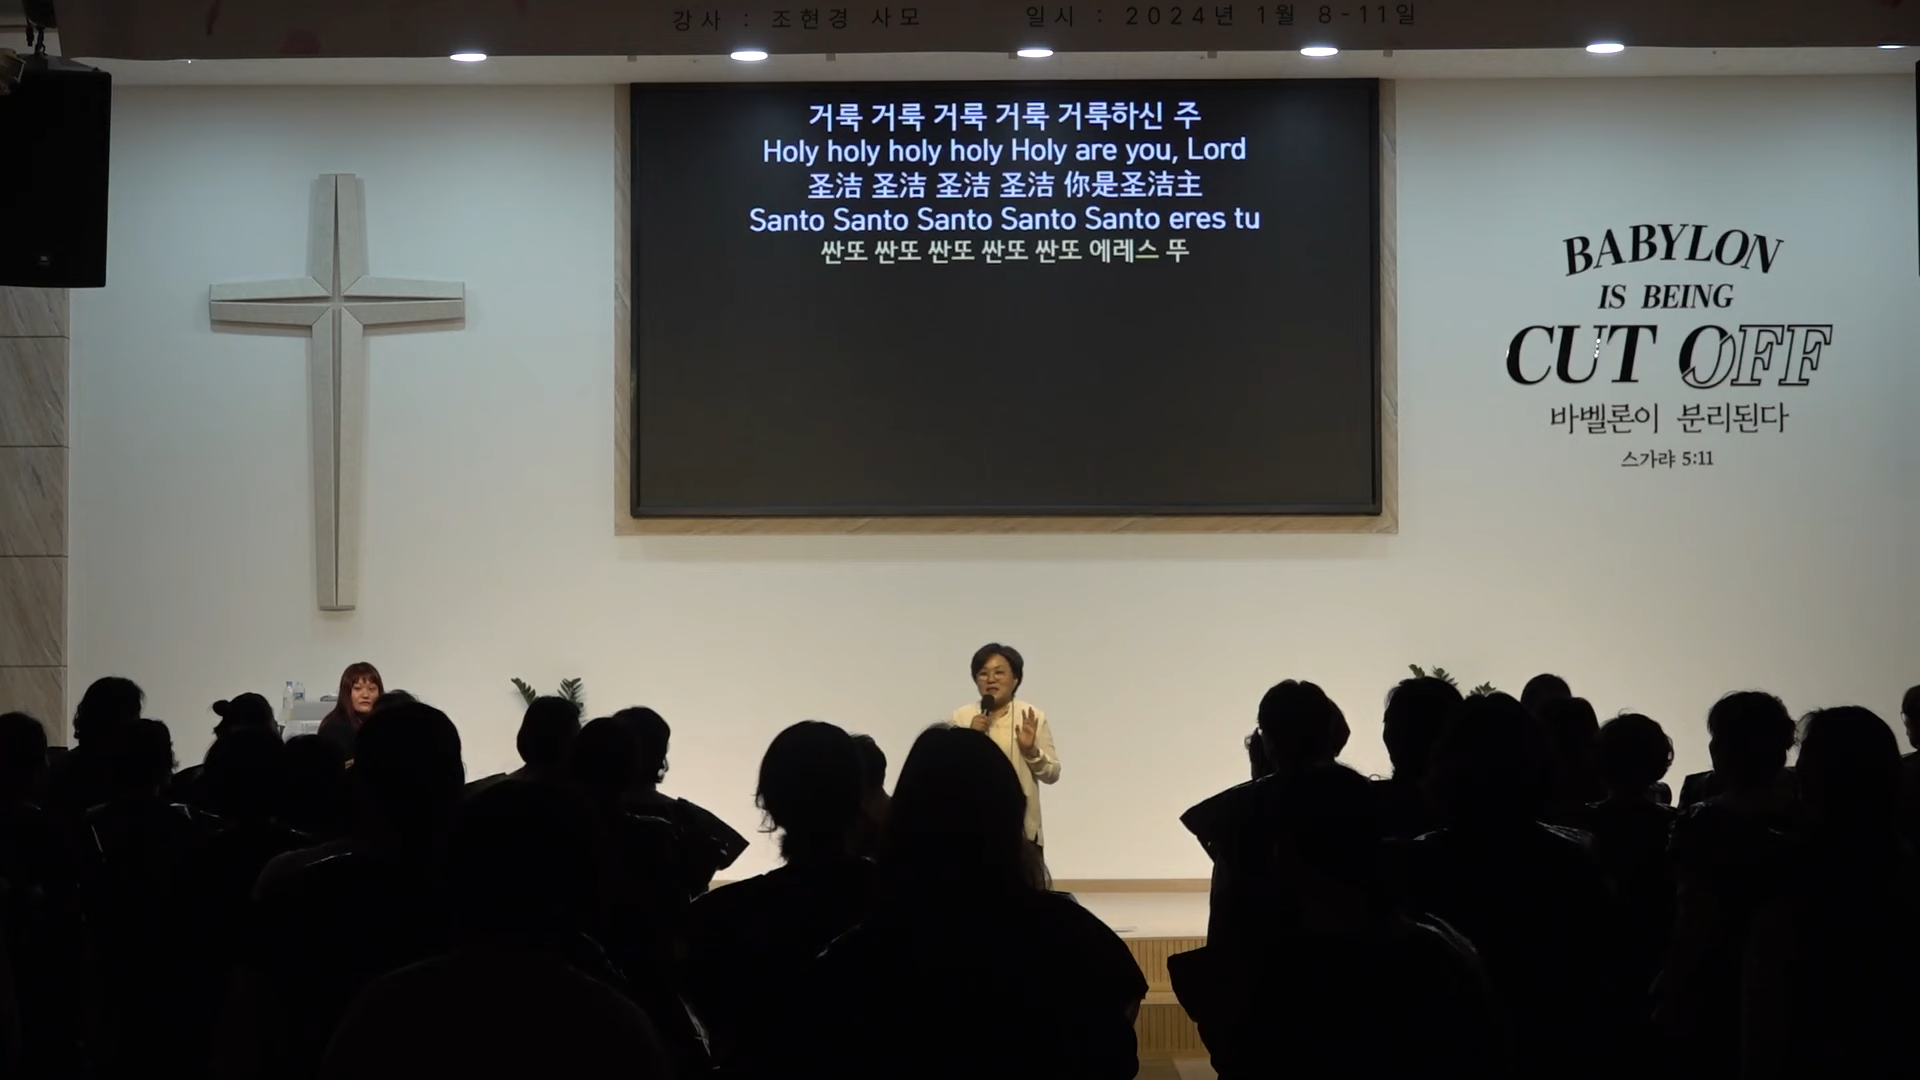 강사 : 조현경 사모
일시 : 2024년 1월 8-11일
거룩 거룩 거룩 거룩 거룩하신 주
Holy holy holy holy Holy are you, Lord
圣洁 圣洁 圣洁 圣洁 你是圣洁主
Santo Santo Santo Santo Santo eres tu
싼또 싼또 싼또 싼또 싼또 에레스 뚜
BABYLON
IS BEING
CUT OFF
바벨론이 분리된다
스가랴 5:11